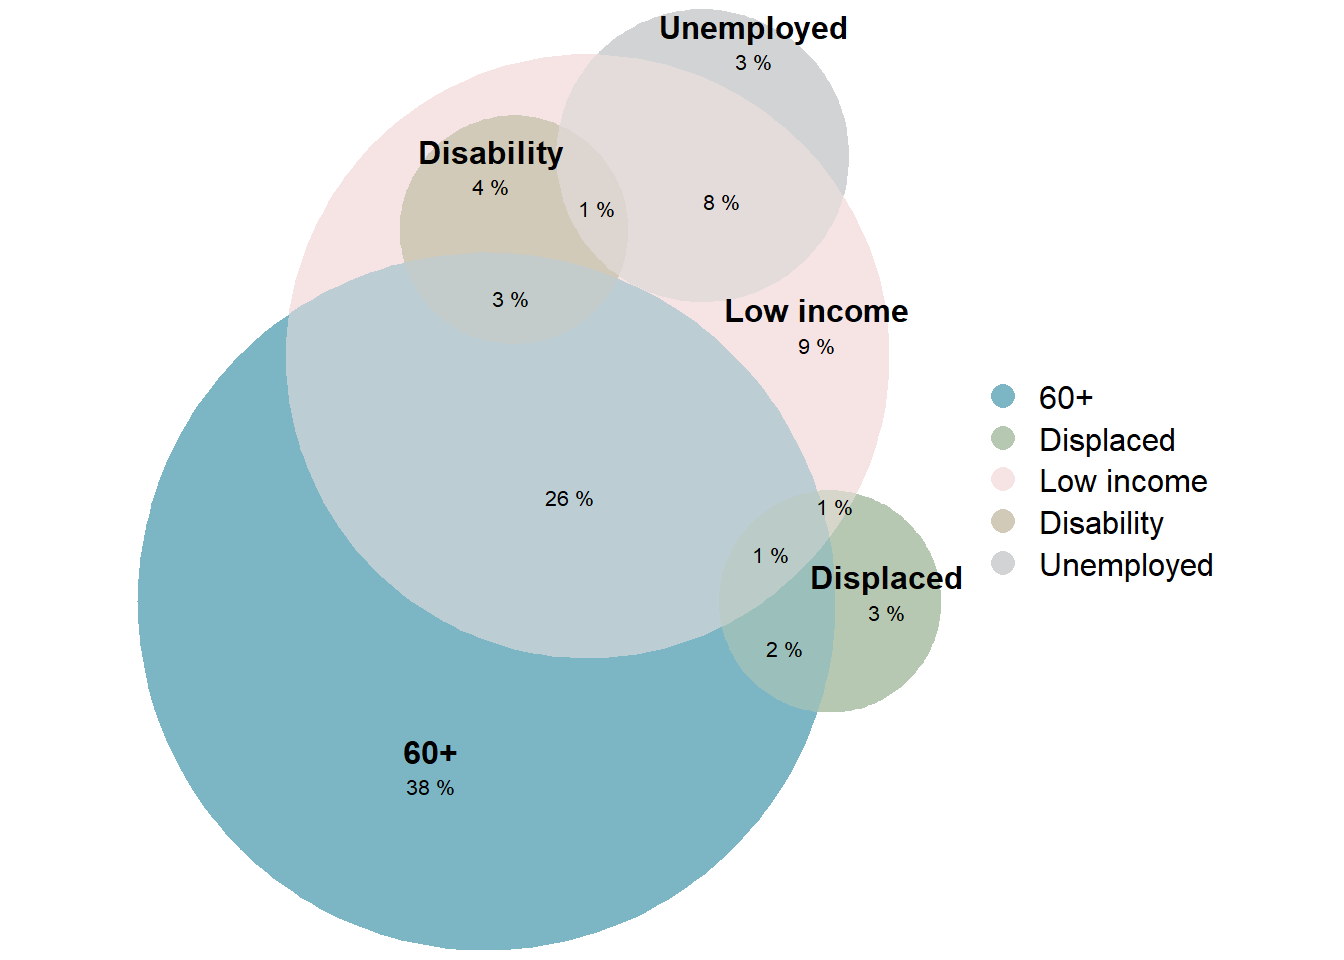 Unemployed
3 %
Disability
4 %
1 %
8 %
3 %
Low income
9 %
26 %
1 %
1 %
Displaced
3 %
2 %
60+
38 %
60+
Displaced
Low income
Disability
Unemployed